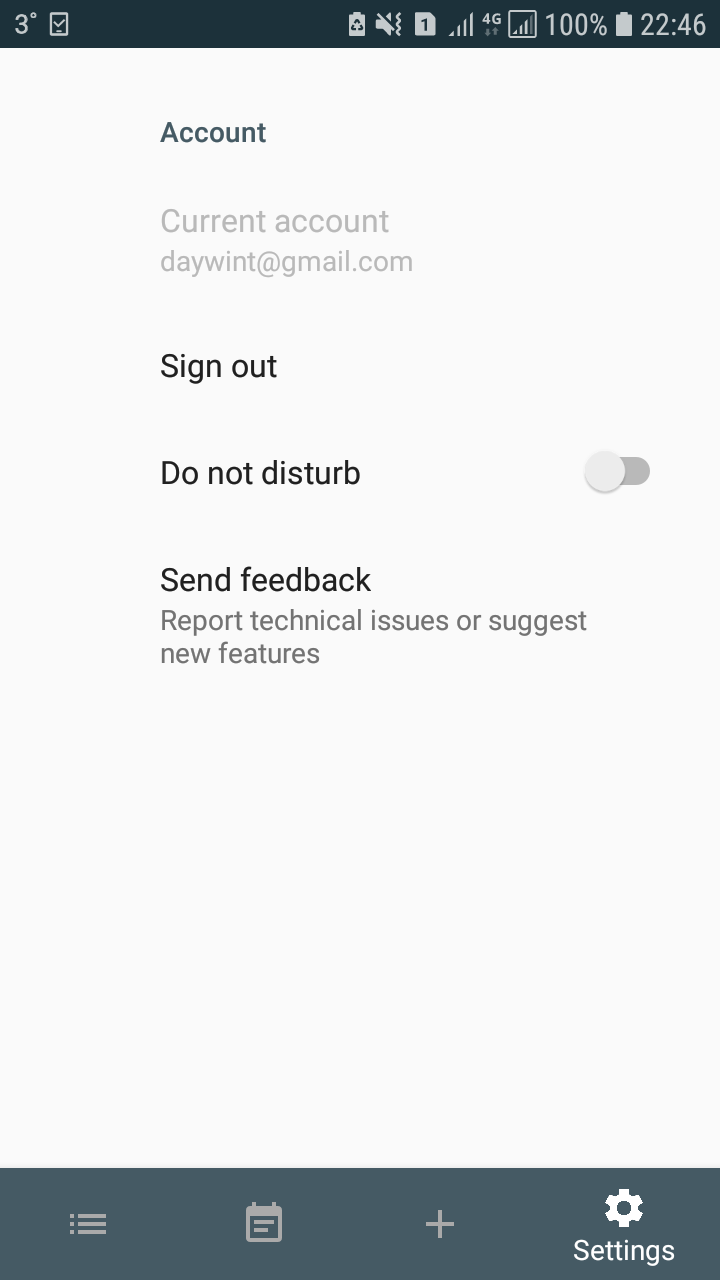 3° 1 4G 100% 22:46
Account
Current account
daywint@gmail.com
Sign out
Do not disturb
Send feedback
Report technical issues or suggest
new features
Settings